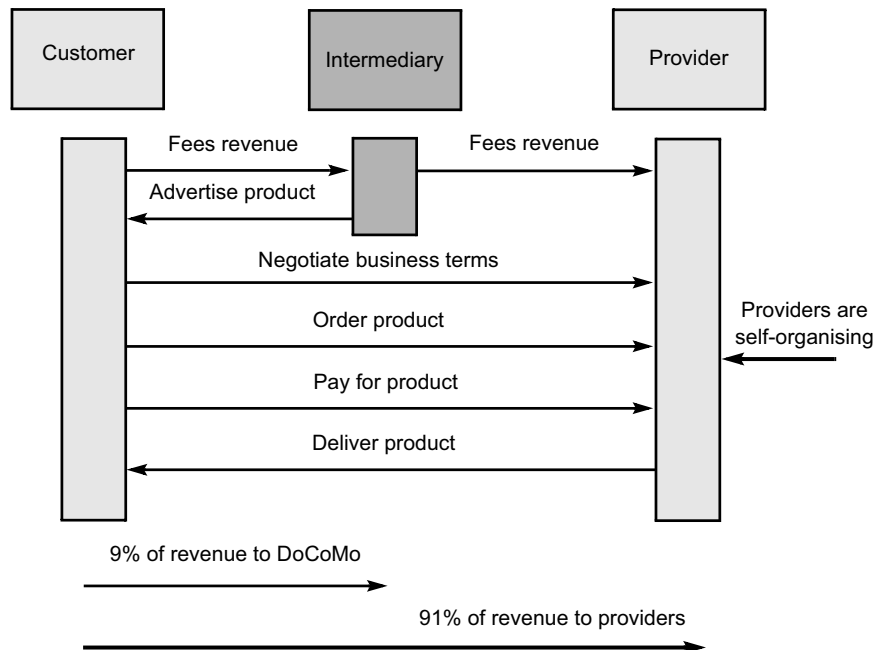 Customer
Intermediary
Provider
Fees revenue
Fees revenue
Advertise product
Negotiate business terms
Order product
Providers are
self-organising
Pay for product
Deliver product
9% of revenue to DoCoMo
91% of revenue to providers